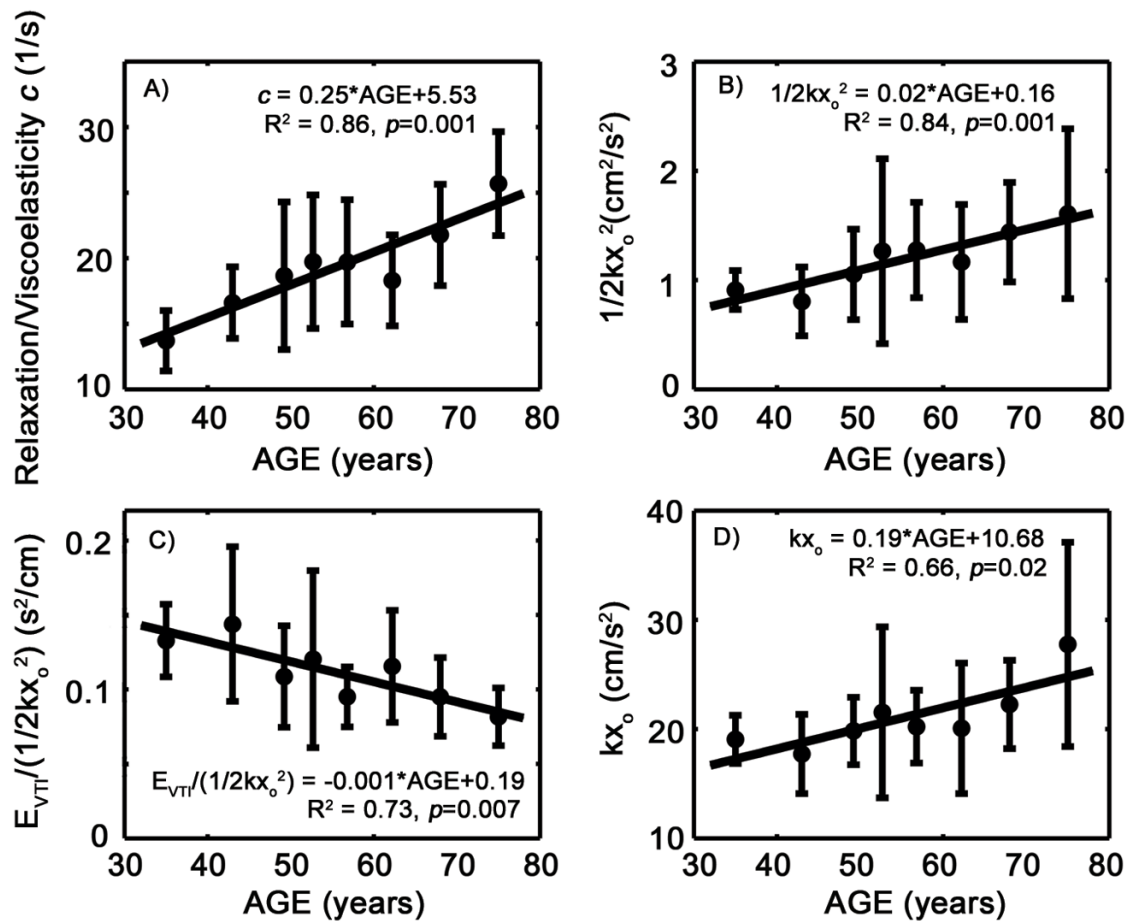 Relaxation/Viscoelasticity c (1/s)
A)
c = 0.25*AGE+5.53
R² = 0.86, p=0.001
30
20
10
30 40 50 60 70 80
AGE (years)
1/2kxₒ²(cm²/s²)
B)
1/2kxₒ² = 0.02*AGE+0.16
R² = 0.84, p=0.001
3
2
1
0
30 40 50 60 70 80
AGE (years)
E_VTI/(1/2kxₒ²) (s²/cm)
C)
0.2
0.1
0
E_VTI/(1/2kxₒ²) = -0.001*AGE+0.19
R² = 0.73, p=0.007
30 40 50 60 70 80
AGE (years)
kxₒ (cm/s²)
D)
kxₒ = 0.19*AGE+10.68
R² = 0.66, p=0.02
40
30
20
10
30 40 50 60 70 80
AGE (years)